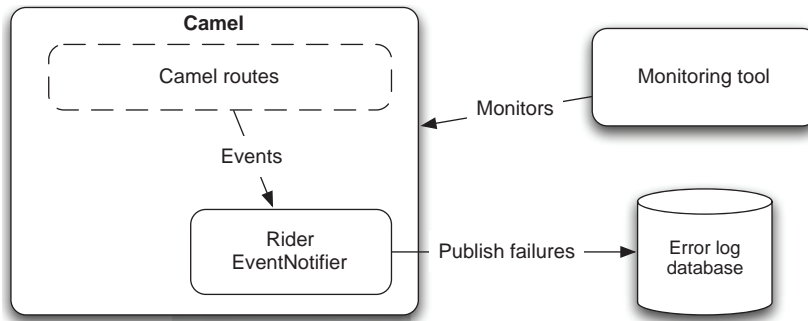 Camel
Camel routes
Monitoring tool
Monitors
Events
Rider
EventNotifier
Publish failures
Error log
database